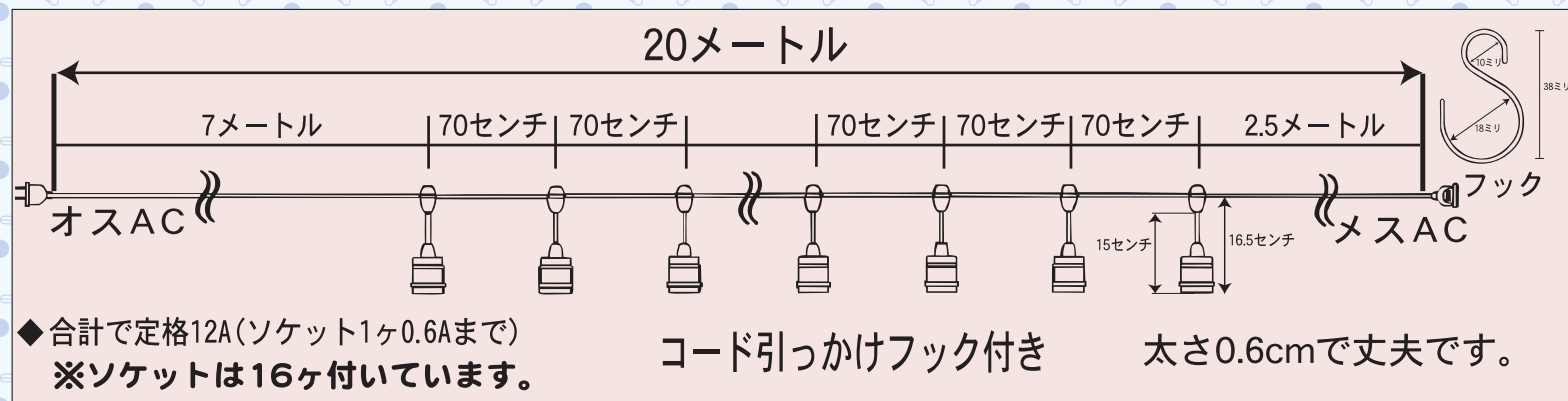 20メートル
7メートル 70センチ 70センチ 70センチ 70センチ 70センチ 2.5メートル
10ミリ
38ミリ
18ミリ
フック
オスAC
メスAC
15センチ
16.5センチ
◆合計で定格12A(ソケット1ヶ0.6Aまで)
※ソケットは16ヶ付いています。
コード引っかけフック付き
太さ0.6cmで丈夫です。